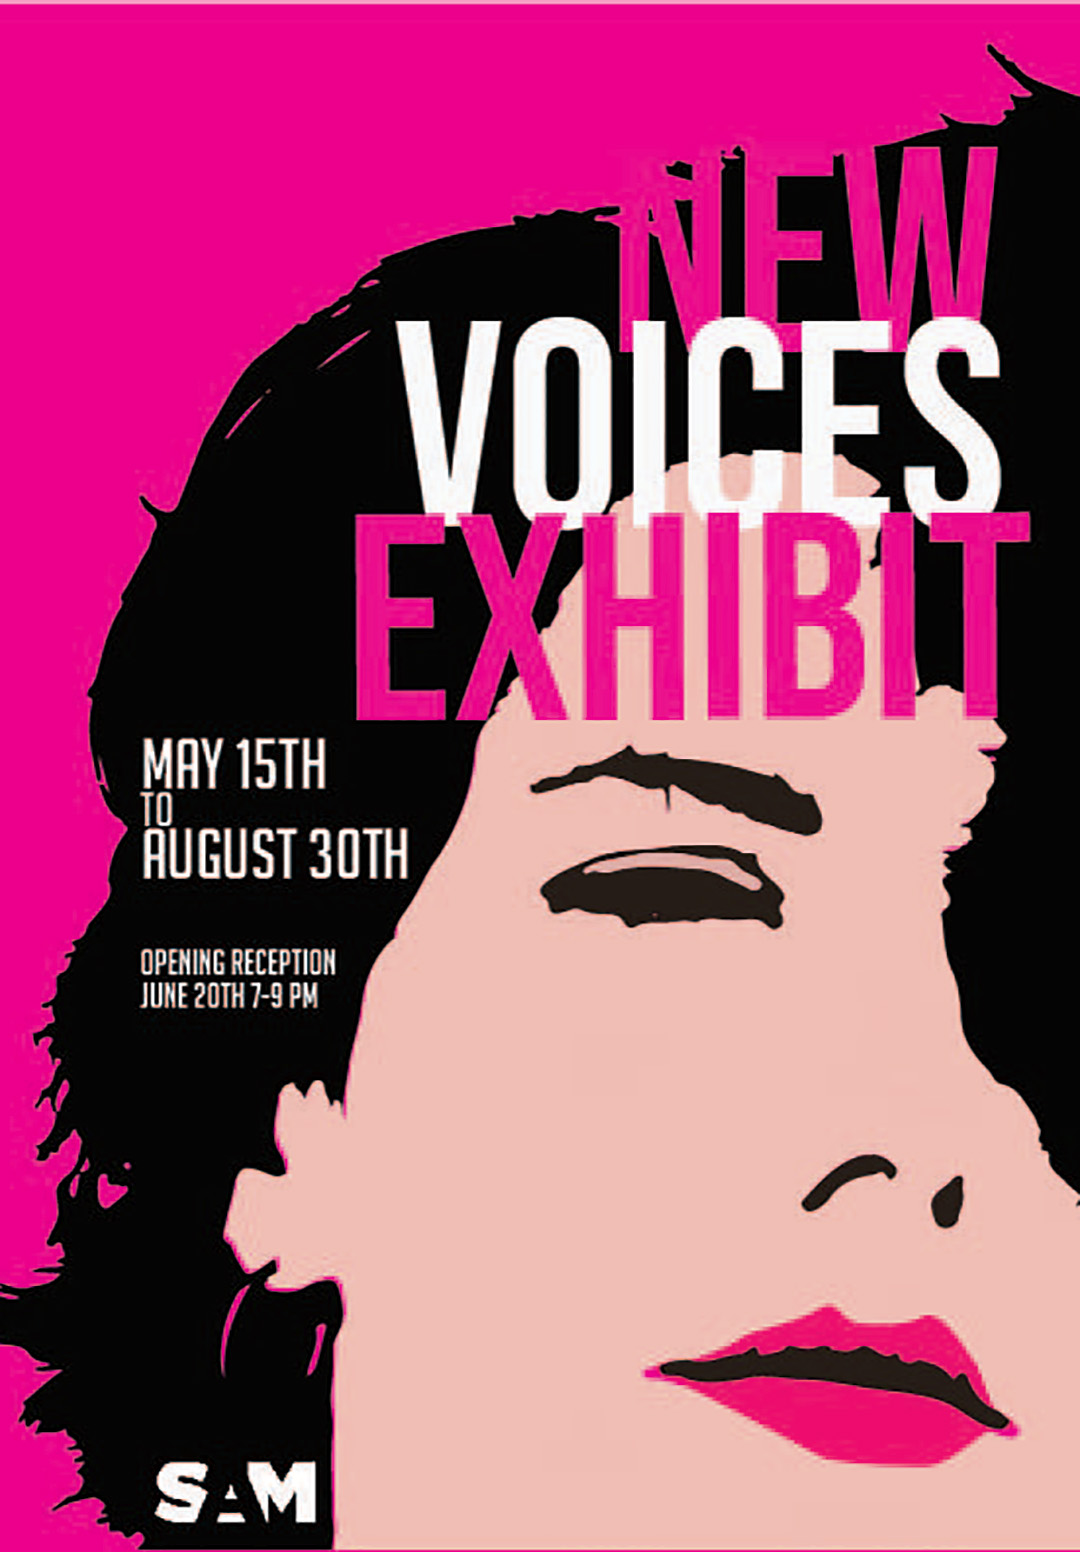 NEW
VOICES
EXHIBIT
MAY 15TH
TO
AUGUST 30TH
OPENING RECEPTION
JUNE 20TH 7-9 PM
SAM